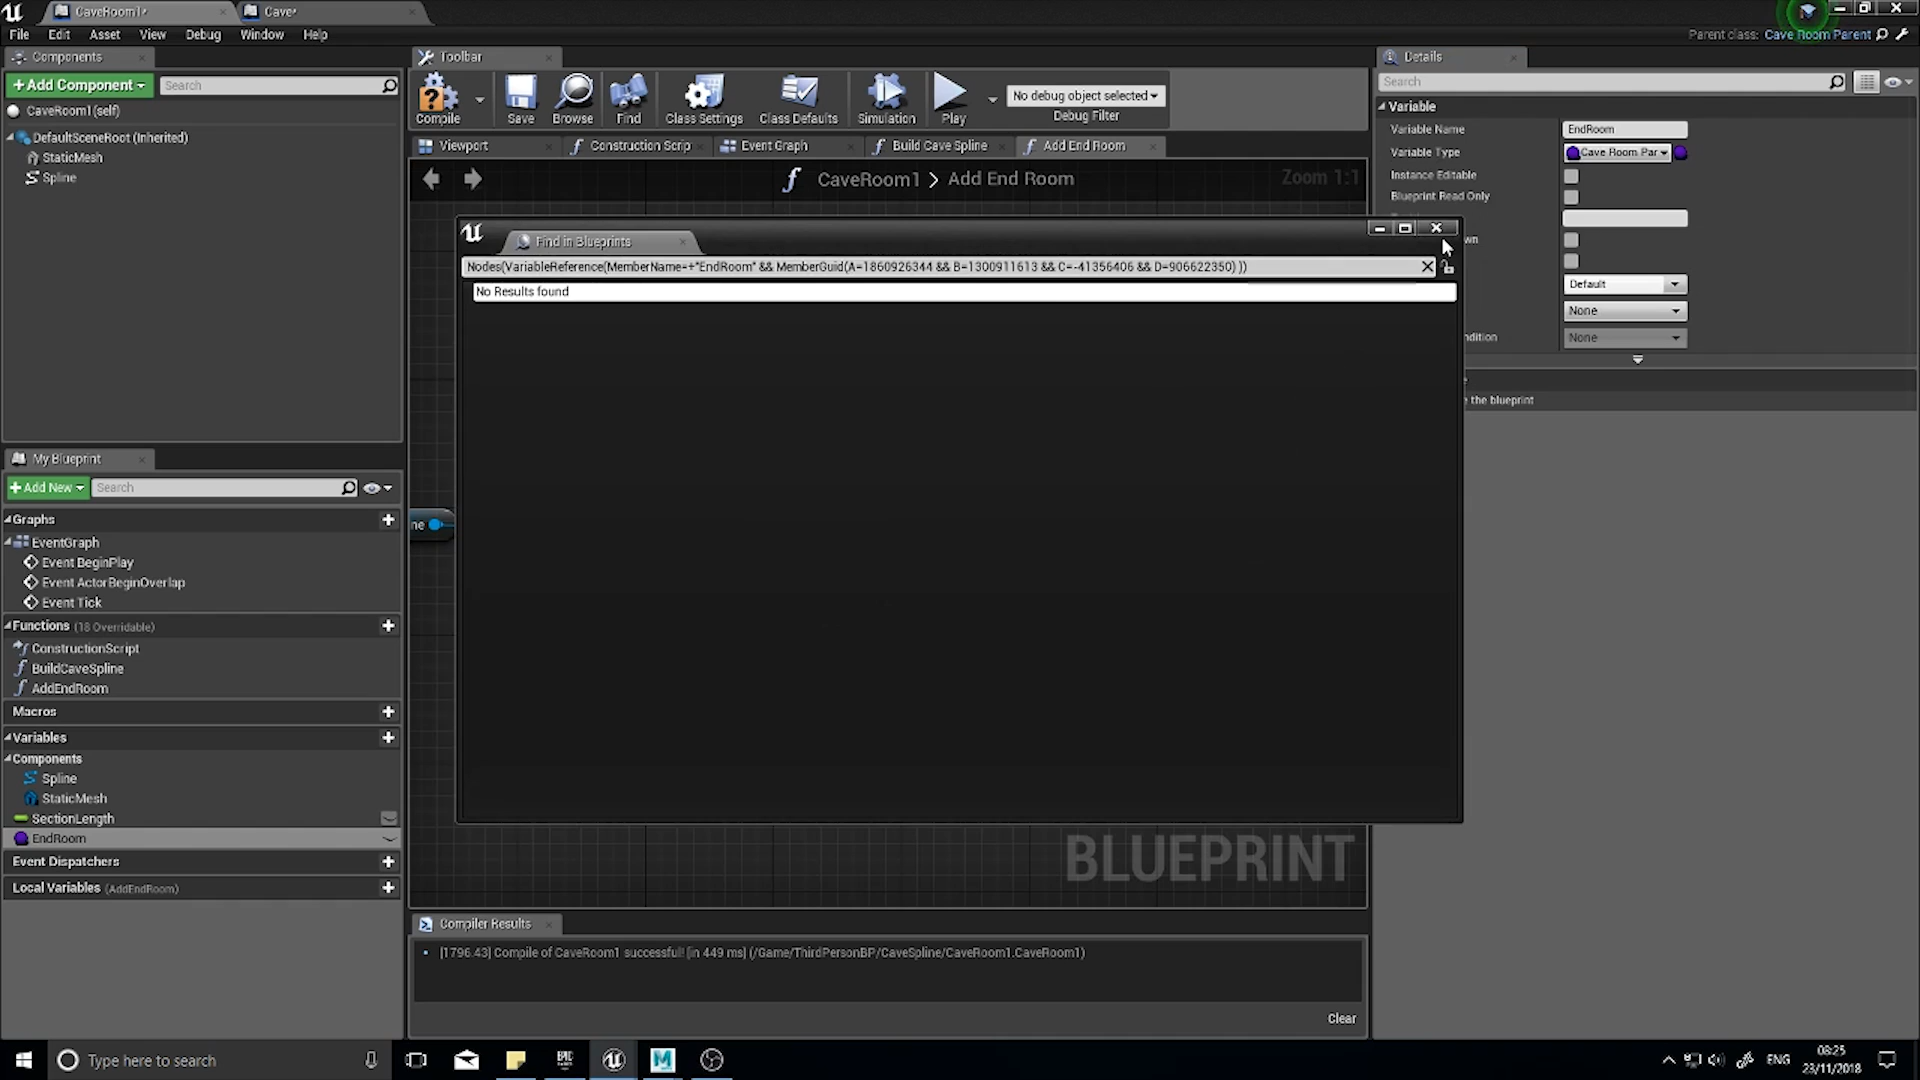 CaveRoom1*
Cave*
File Edit Asset View Debug Window Help
Parent class: Cave Room Parent
Components
Toolbar
Details
+Add Component
Search
CaveRoom1(self)
DefaultSceneRoot (Inherited)
StaticMesh
Spline
Compile
Save
Browse
Find
Class Settings
Class Defaults
Simulation
Play
No debug object selected
Debug Filter
Search
Variable
Variable Name
EndRoom
Variable Type
Cave Room Par
Instance Editable
Blueprint Read Only
wn
Default
None
ndition
None
the blueprint
Viewport
Construction Scrip
Event Graph
Build Cave Spline
Add End Room
CaveRoom1 > Add End Room
Zoom 1:1
Find in Blueprints
Nodes(VariableReference(MemberName=+"EndRoom" && MemberGuid(A=1860926344 && B=1300911613 && C=-41356406 && D=906622350) ))
No Results found
ne
BLUEPRINT
My Blueprint
+Add New
Search
Graphs
EventGraph
Event BeginPlay
Event ActorBeginOverlap
Event Tick
Functions (18 Overridable)
ConstructionScript
BuildCaveSpline
AddEndRoom
Macros
Variables
Components
Spline
StaticMesh
SectionLength
EndRoom
Event Dispatchers
Local Variables (AddEndRoom)
Compiler Results
[1796.43] Compile of CaveRoom1 successful! [in 449 ms] (/Game/ThirdPersonBP/CaveSpline/CaveRoom1.CaveRoom1)
Clear
Type here to search
EPIC
ENG
08:25
23/11/2018